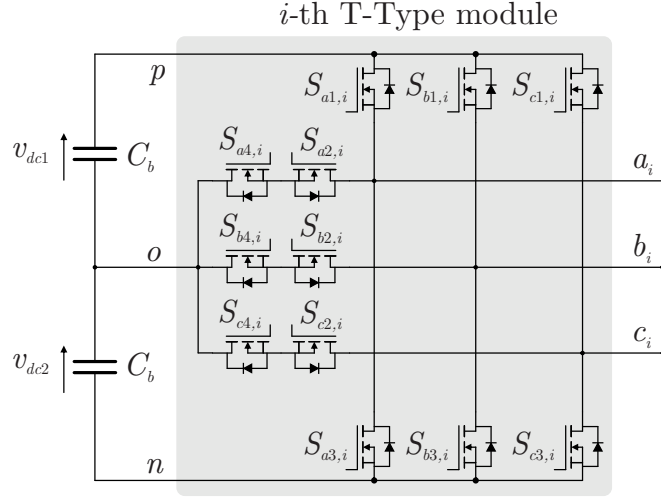 i-th T-Type module
p
S_{a1,i} S_{b1,i} S_{c1,i}
S_{a4,i} S_{a2,i}
v_{dc1} C_b
a_i
S_{b4,i} S_{b2,i}
o
b_i
S_{c4,i} S_{c2,i}
c_i
v_{dc2} C_b
S_{a3,i} S_{b3,i} S_{c3,i}
n